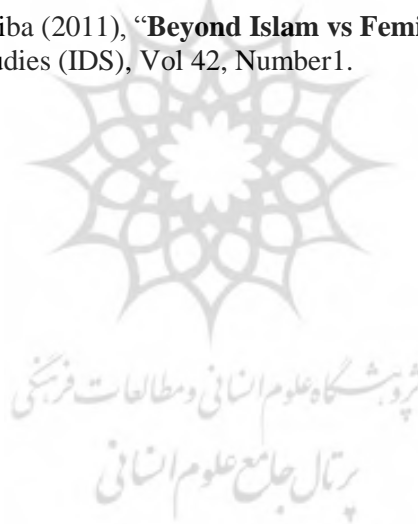 iba (2011), “Beyond Islam vs Femi
udies (IDS), Vol 42, Number1.
پژوهشگاه علوم انسانی و مطالعات فرهنگی
پرتال جامع علوم انسانی